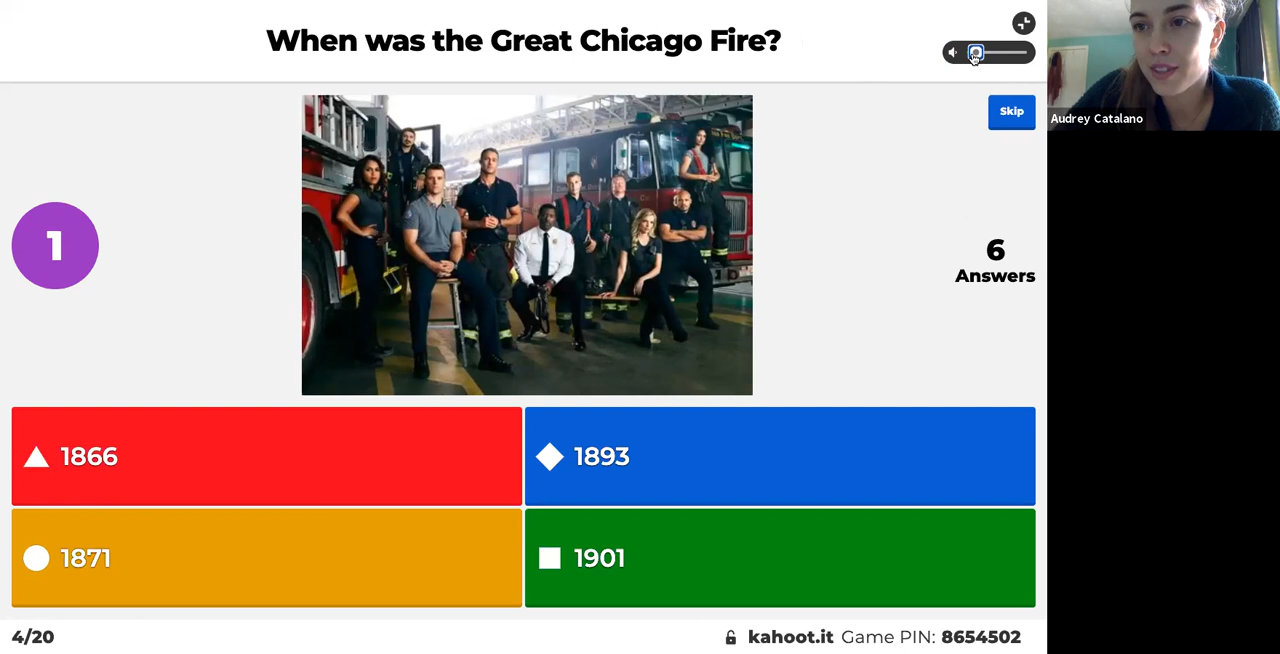 When was the Great Chicago Fire?
Skip
Audrey Catalano
1
6
Answers
1866
1893
1871
1901
4/20
kahoot.it Game PIN: 8654502